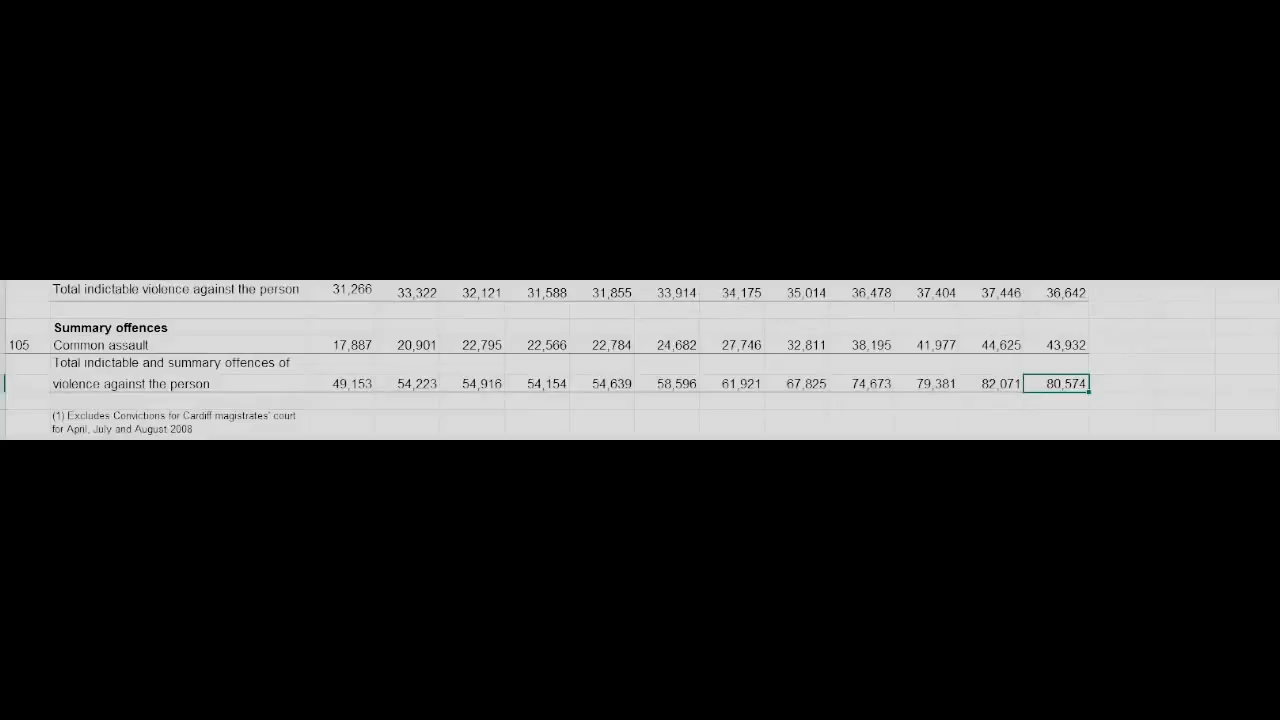 Total indictable violence against the person 31,266 33,322 32,121 31,588 31,855 33,914 34,175 35,014 36,478 37,404 37,446 36,642
Summary offences
105 Common assault 17,887 20,901 22,795 22,566 22,784 24,682 27,746 32,811 38,195 41,977 44,625 43,932
Total indictable and summary offences of
violence against the person 49,153 54,223 54,916 54,154 54,639 58,596 61,921 67,825 74,673 79,381 82,071 80,574
(1) Excludes Convictions for Cardiff magistrates' court
for April, July and August 2008